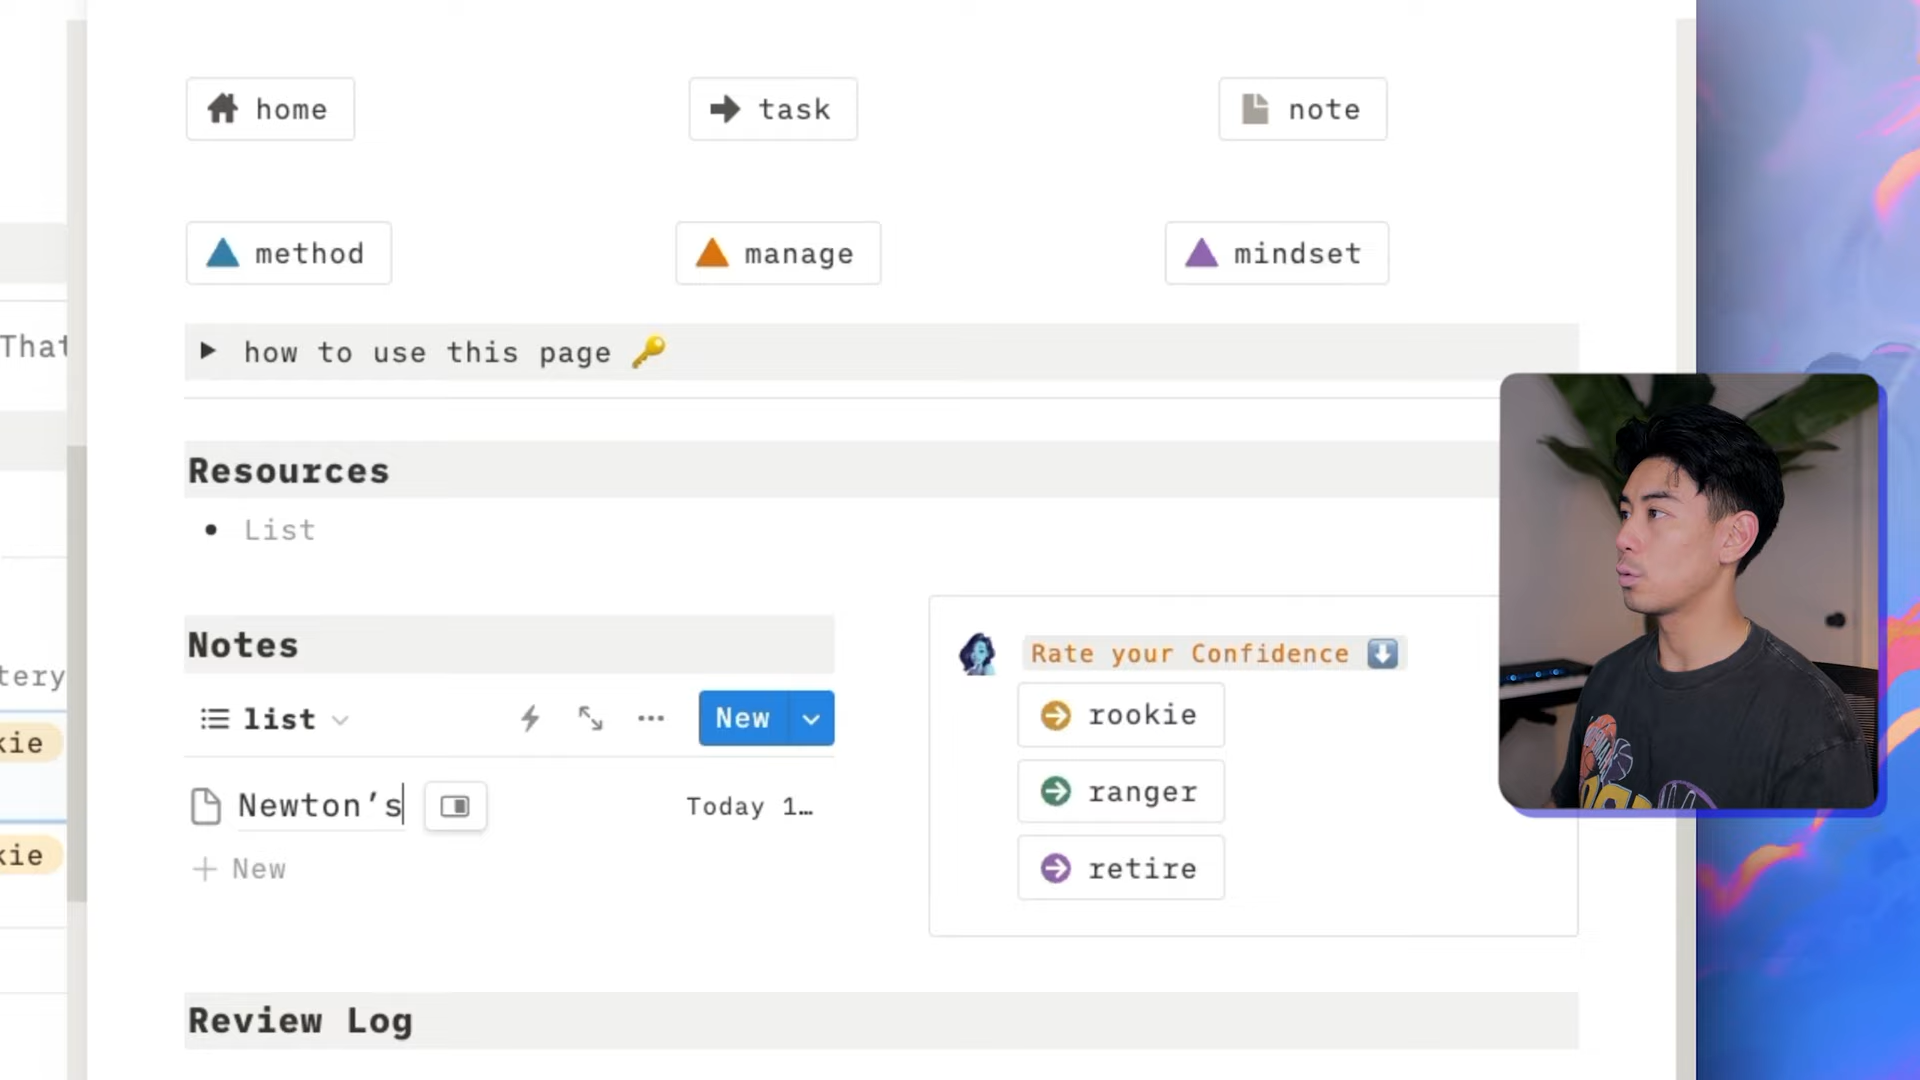 home
task
note
method
manage
mindset
That
how to use this page
Resources
List
Notes
Rate your Confidence
tery
list
New
rookie
kie
ranger
Newton's
Today 1…
kie
New
retire
Review Log